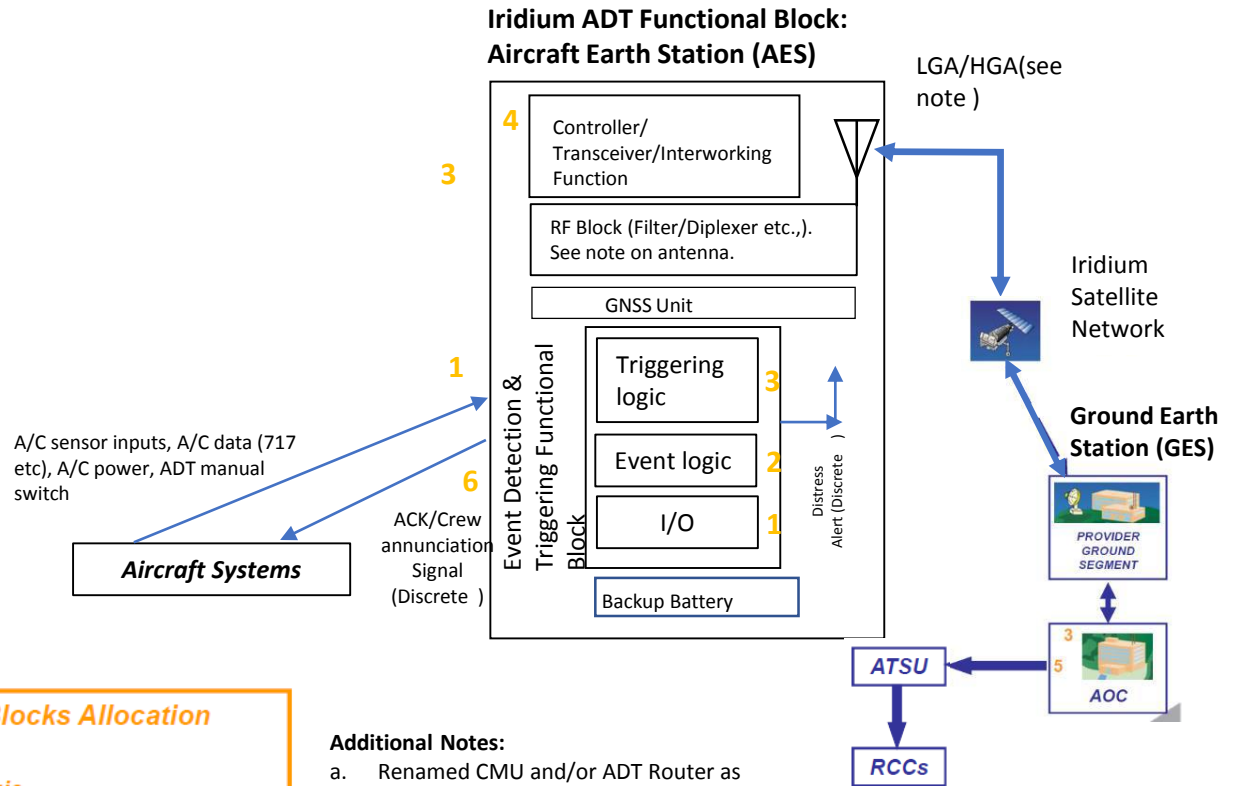 Iridium ADT Functional Block:
Aircraft Earth Station (AES)
LGA/HGA(see
note )
4
Controller/
Transceiver/Interworking
Function
3
RF Block (Filter/Diplexer etc.,).
See note on antenna.
GNSS Unit
Iridium
Satellite
Network
1
Event Detection &
Triggering Functional
Block
Triggering
logic
3
Event logic
2
I/O
1
Distress
Alert (Discrete )
Backup Battery
A/C sensor inputs, A/C data (717
etc), A/C power, ADT manual
switch
6
ACK/Crew
annunciation
Signal
(Discrete )
Aircraft Systems
Ground Earth
Station (GES)
PROVIDER
GROUND
SEGMENT
3
5
AOC
ATSU
RCCs
locks Allocation
Additional Notes:
a. Renamed CMU and/or ADT Router as